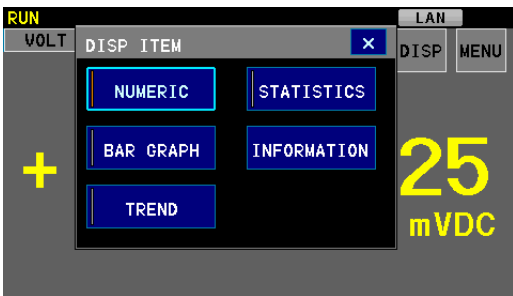 RUN LAN
VOLT DISP MENU
DISP ITEM ×
NUMERIC STATISTICS
BAR GRAPH INFORMATION
TREND
+ 25
mVDC